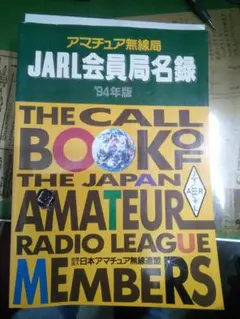 アマチュア無線局
JARL会員局名録
'94年版
THE CALL
BOOK OF
THE JAPAN
AMATEUR
RADIO LEAGUE
MEMBERS
日本アマチュア無線連盟